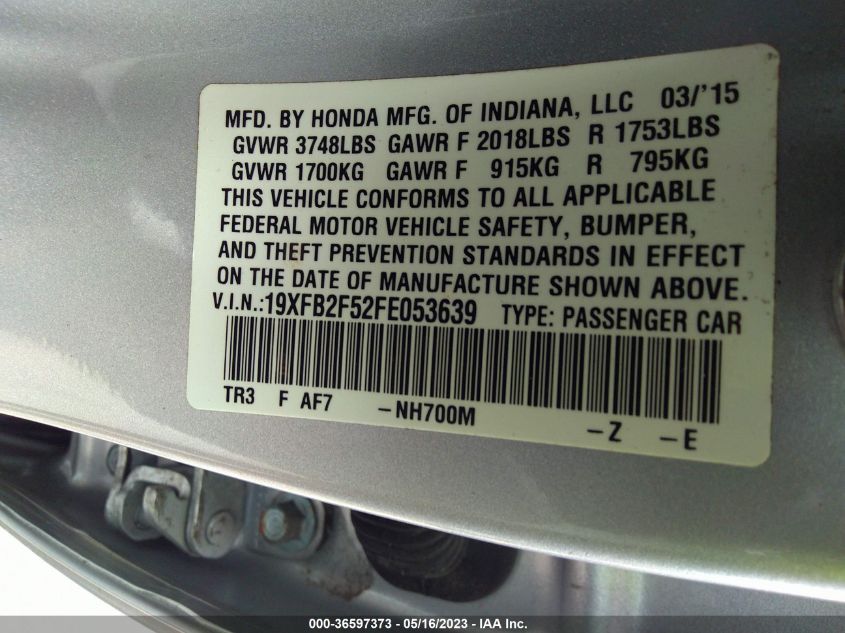 MFD. BY HONDA MFG. OF INDIANA, LLC 03/'15
GVWR 3748LBS GAWR F 2018LBS R 1753LBS
GVWR 1700KG GAWR F 915KG R 795KG
THIS VEHICLE CONFORMS TO ALL APPLICABLE
FEDERAL MOTOR VEHICLE SAFETY, BUMPER,
AND THEFT PREVENTION STANDARDS IN EFFECT
ON THE DATE OF MANUFACTURE SHOWN ABOVE.
V.I.N.:19XFB2F52FE053639 TYPE: PASSENGER CAR
TR3 F AF7 -NH700M -Z -E
000-36597373 - 05/16/2023 - IAA Inc.